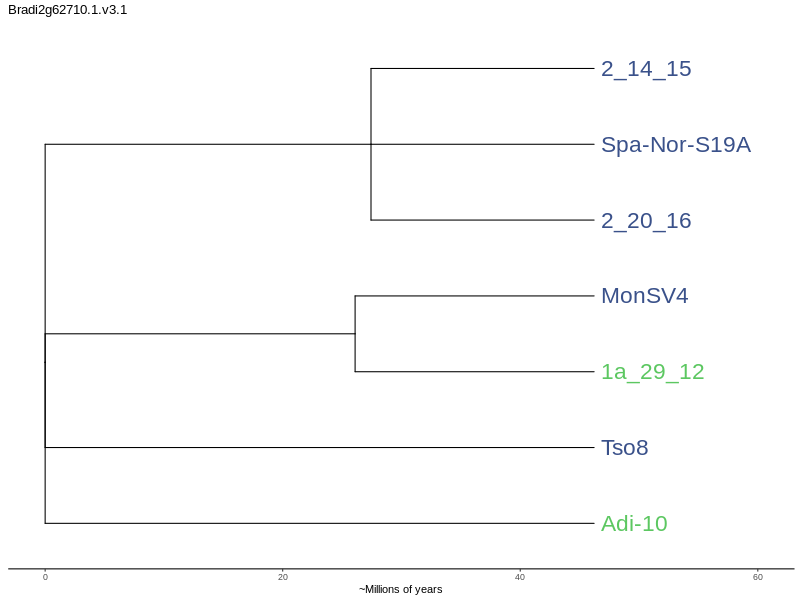 Bradi2g62710.1.v3.1
2_14_15
Spa-Nor-S19A
2_20_16
MonSV4
1a_29_12
Tso8
Adi-10
0 20 40 60
~Millions of years